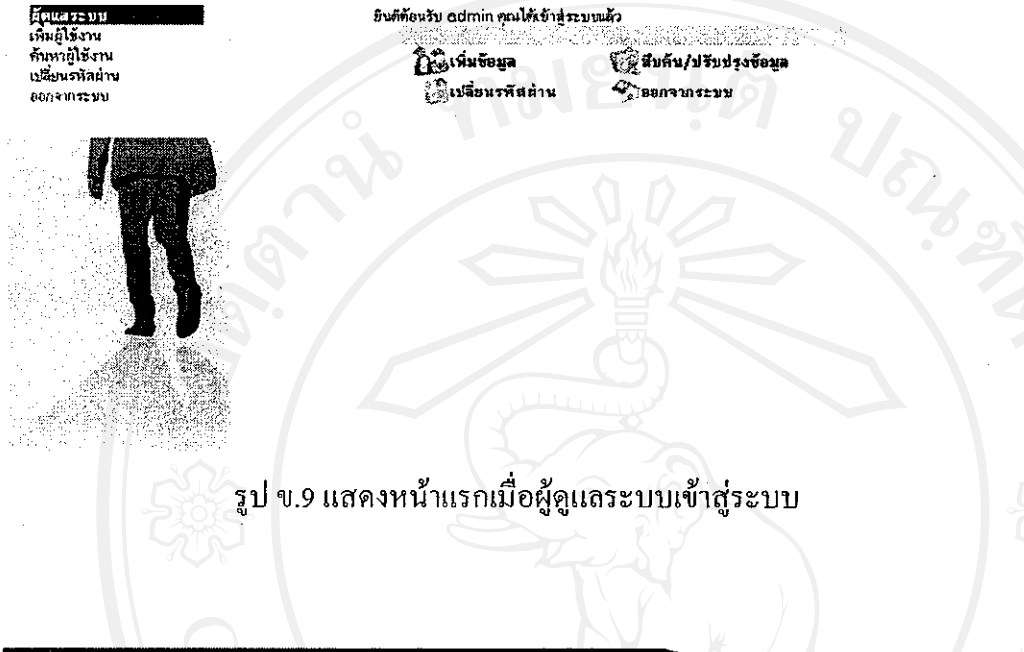 ผู้ดูแลระบบ
เพิ่มผู้ใช้งาน
ค้นหาผู้ใช้งาน
เปลี่ยนรหัสผ่าน
ออกจากระบบ
ยินดีต้อนรับ admin คุณได้เข้าสู่ระบบแล้ว
เพิ่มข้อมูล
สืบค้น/ปรับปรุงข้อมูล
เปลี่ยนรหัสผ่าน
ออกจากระบบ
รูป ข.9 แสดงหน้าแรกเมื่อผู้ดูแลระบบเข้าสู่ระบบ